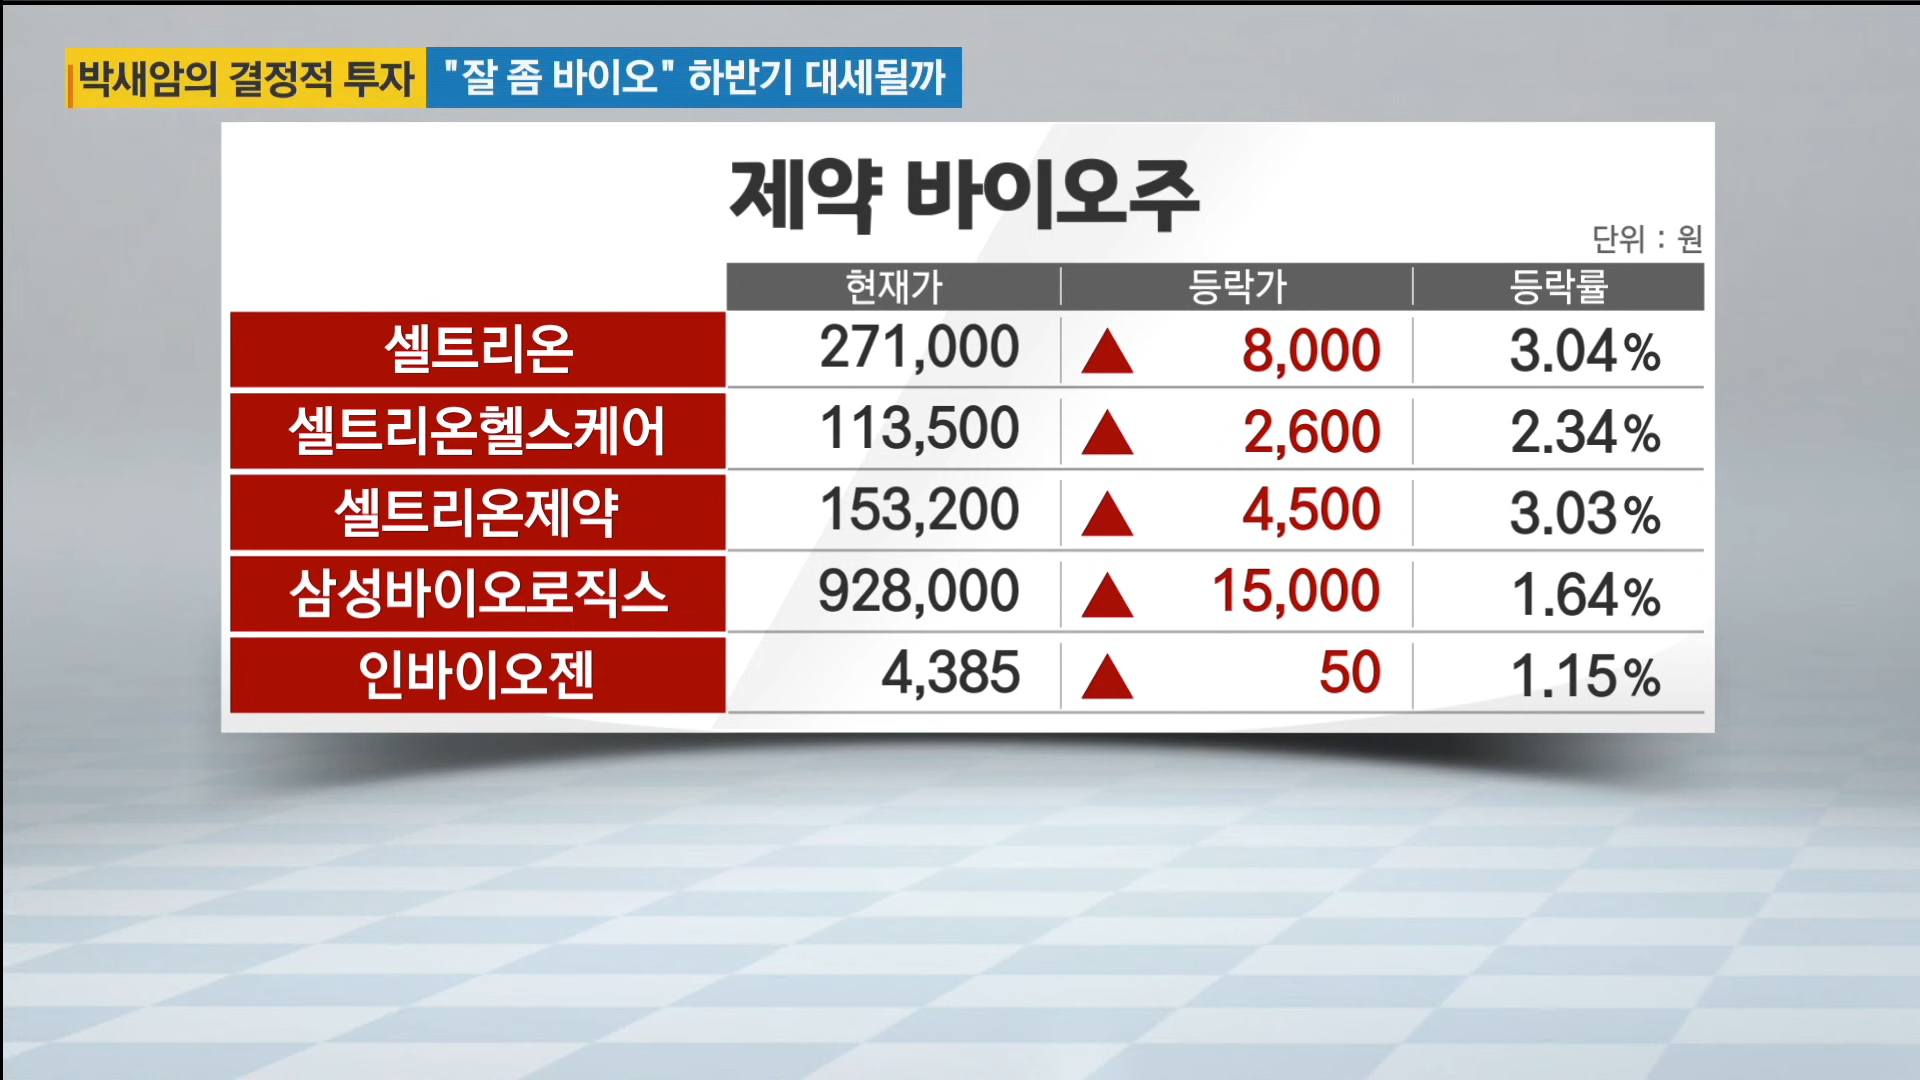 박새암의 결정적 투자 "잘 좀 바이오" 하반기 대세될까
제약 바이오주
단위 : 원
현재가 등락가 등락률
셀트리온 271,000 ▲ 8,000 3.04%
셀트리온헬스케어 113,500 ▲ 2,600 2.34%
셀트리온제약 153,200 ▲ 4,500 3.03%
삼성바이오로직스 928,000 ▲ 15,000 1.64%
인바이오젠 4,385 ▲ 50 1.15%